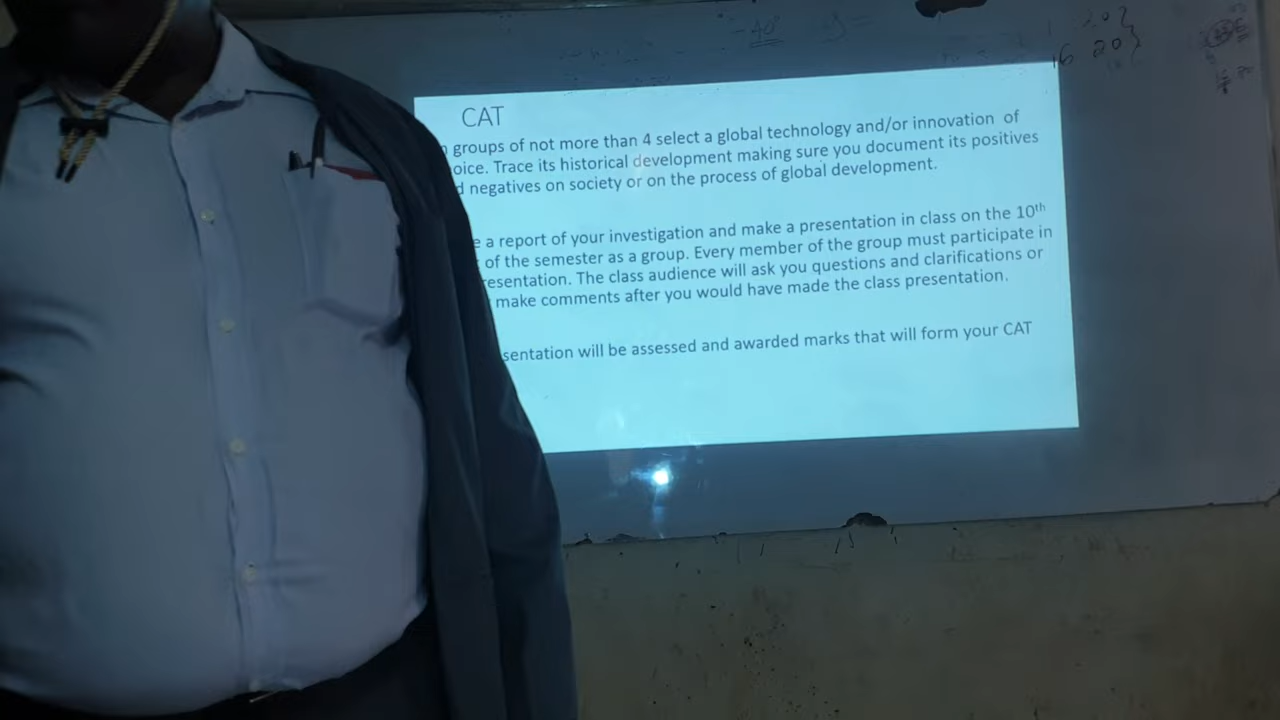 CAT
groups of not more than 4 select a global technology and/or innovation of
oice. Trace its historical development making sure you document its positives
d negatives on society or on the process of global development.
e a report of your investigation and make a presentation in class on the 10th
of the semester as a group. Every member of the group must participate in
resentation. The class audience will ask you questions and clarifications or
make comments after you would have made the class presentation.
sentation will be assessed and awarded marks that will form your CAT
16 20}